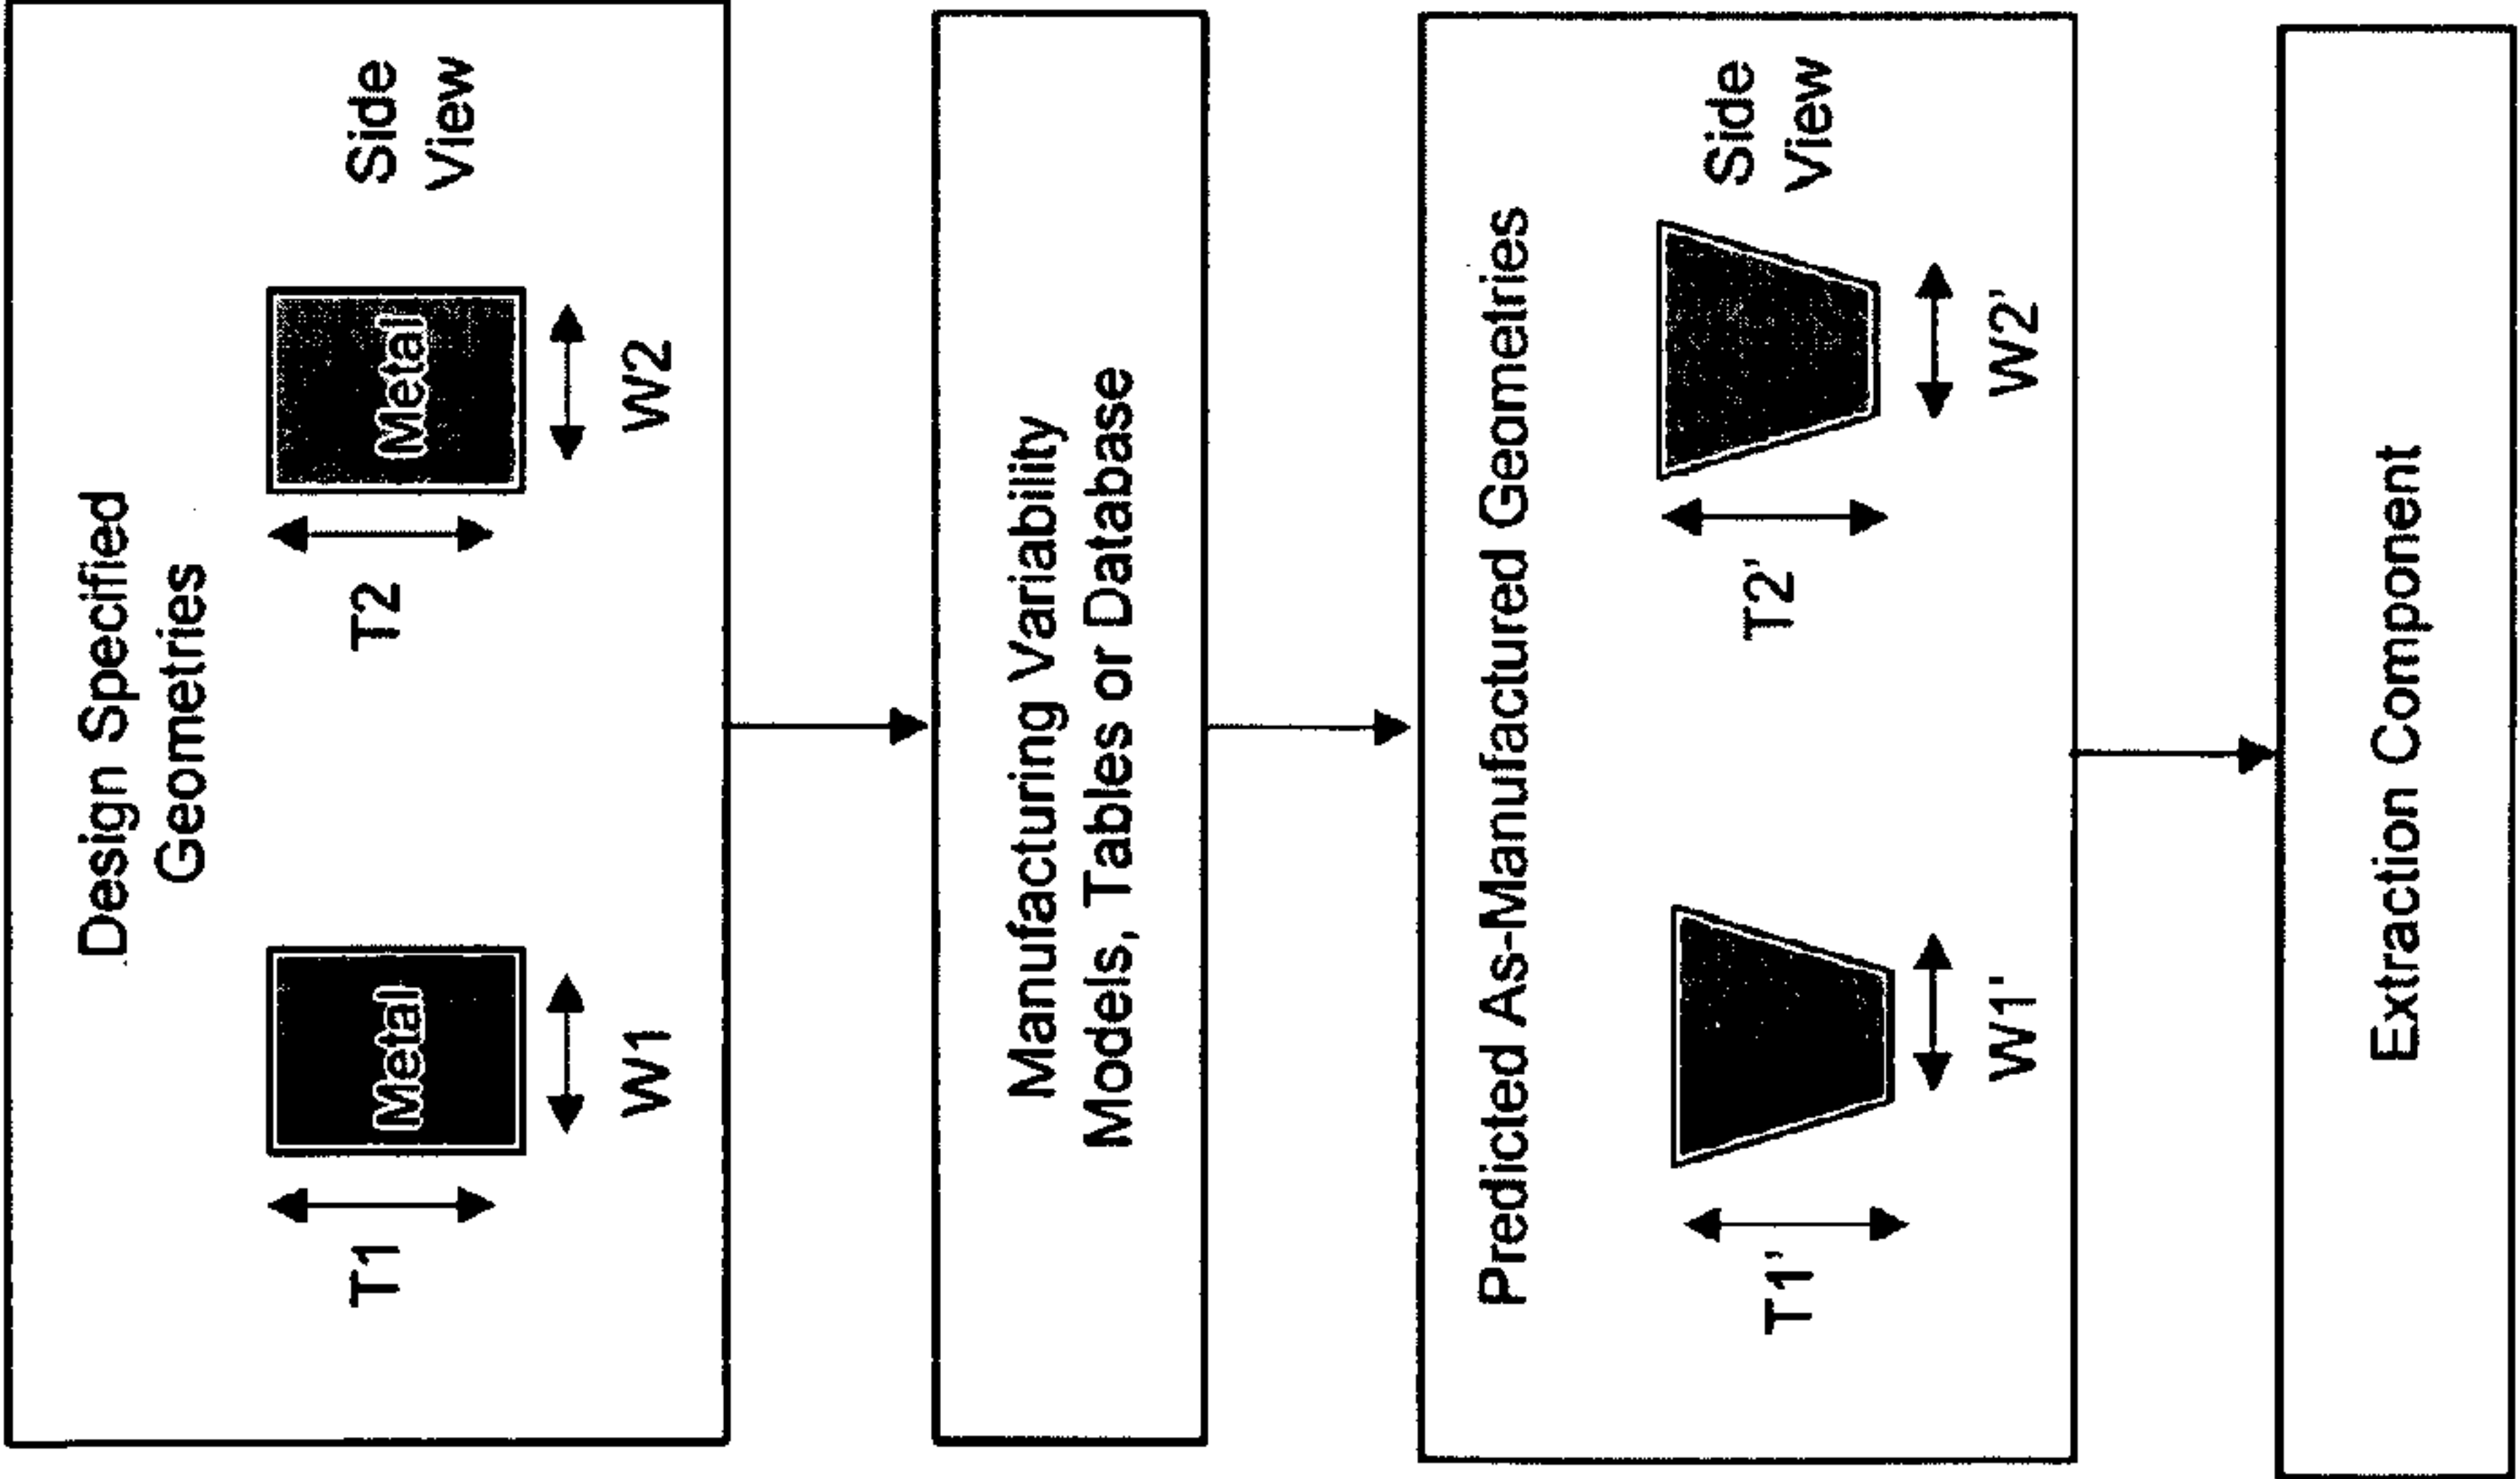 Design Specified
Geometries
Metal
Metal
Side
View
T1
T2
W1
W2
Manufacturing Variability
Models, Tables or Database
Predicted As-Manufactured Geometries
Side
View
T1'
T2'
W1'
W2'
Extraction Component